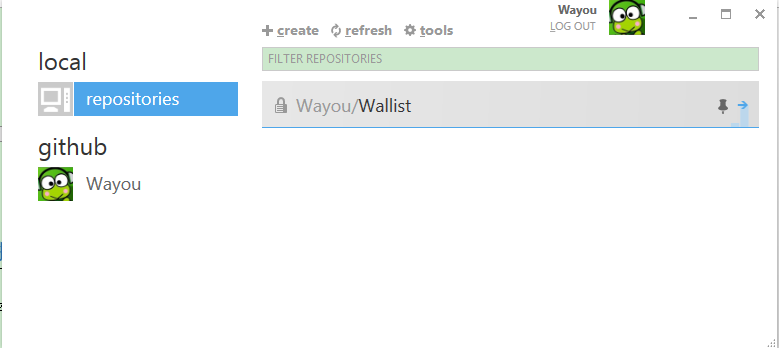 Wayou
LOG OUT
create refresh tools
local
repositories
github
Wayou
FILTER REPOSITORIES
Wayou/Wallist